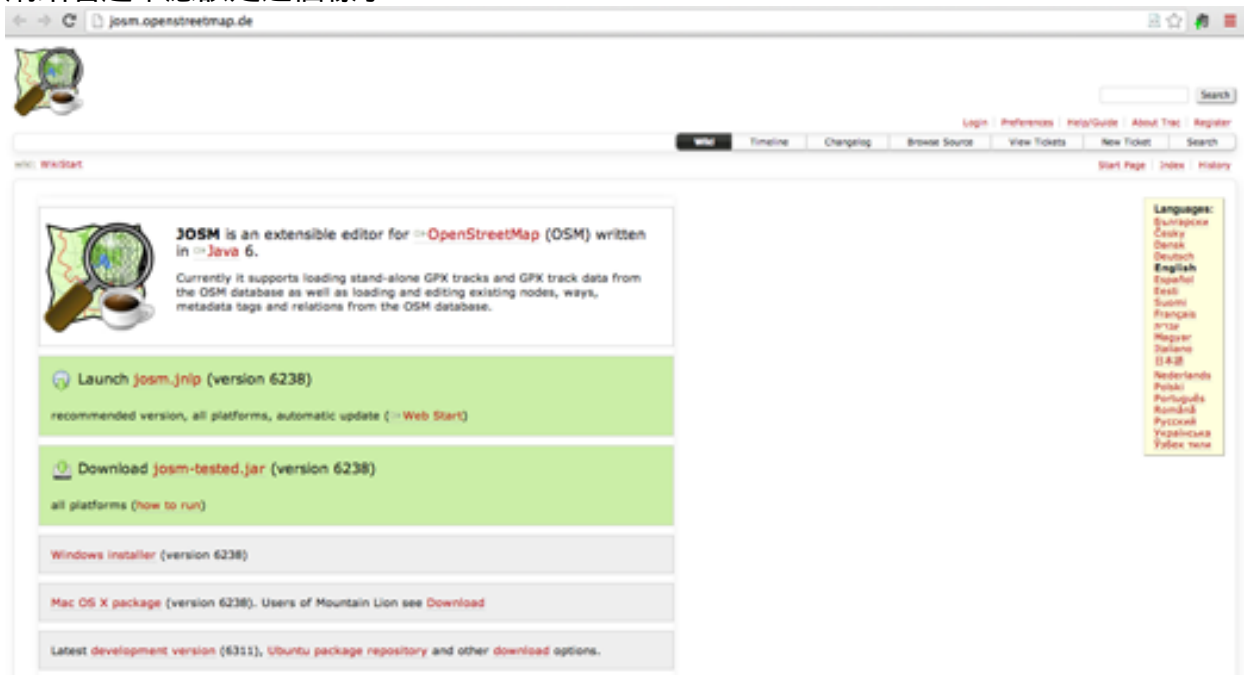 josm.openstreetmap.de
Search
Login Preferences Help/Guide About Trac Register
Wiki Timeline Changelog Browse Source View Tickets New Ticket Search
wiki: WikiStart
Start Page Index History
JOSM is an extensible editor for OpenStreetMap (OSM) written
in Java 6.
Currently it supports loading stand-alone GPX tracks and GPX track data from
the OSM database as well as loading and editing existing nodes, ways,
metadata tags and relations from the OSM database.
Launch josm.jnlp (version 6238)
recommended version, all platforms, automatic update (Web Start)
Download josm-tested.jar (version 6238)
all platforms (how to run)
Windows installer (version 6238)
Mac OS X package (version 6238). Users of Mountain Lion see Download
Latest development version (6311), Ubuntu package repository and other download options.
Languages:
Български
Česky
Dansk
Deutsch
English
Español
Eesti
Suomi
Français
עברית
Magyar
Italiano
日本語
Nederlands
Polski
Português
Română
Русский
Українська
Ўзбек тили